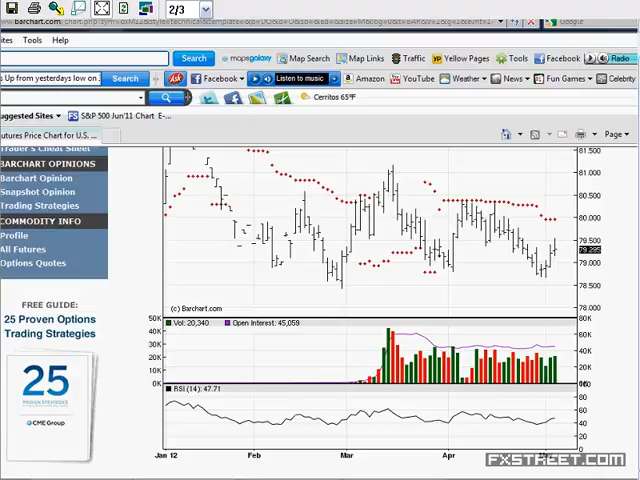 2/3
Google
ites
Tools
Help
Search
mapsgalaxy
Map Search
Map Links
Traffic
Yellow Pages
Tools
Facebook
Radio
s Up from yesterdays low on .
Search
Ask
Facebook
Listen to music
Amazon
YouTube
Weather
News
Fun Games
Celebrity
Cerritos 65°F
uggested Sites
S&P 500 Jun'11 Chart E-...
utures Price Chart for U.S. ...
Page
Trader's Cheat Sheet
BARCHART OPINIONS
Barchart Opinion
Snapshot Opinion
Trading Strategies
COMMODITY INFO
Profile
All Futures
Options Quotes
FREE GUIDE:
25 Proven Options
Trading Strategies
25
PROVEN STRATEGIES
CME Group
81.500
81.000
80.500
80.000
79.500
79.000
78.500
78.000
(c) Barchart.com
Vol: 20,340
Open Interest: 45,059
50K
40K
30K
20K
10K
0K
80K
60K
40K
20K
RSI (14): 47.71
80
60
40
20
0
Jan 12
Feb
Mar
Apr
May
FXSTREET.COM